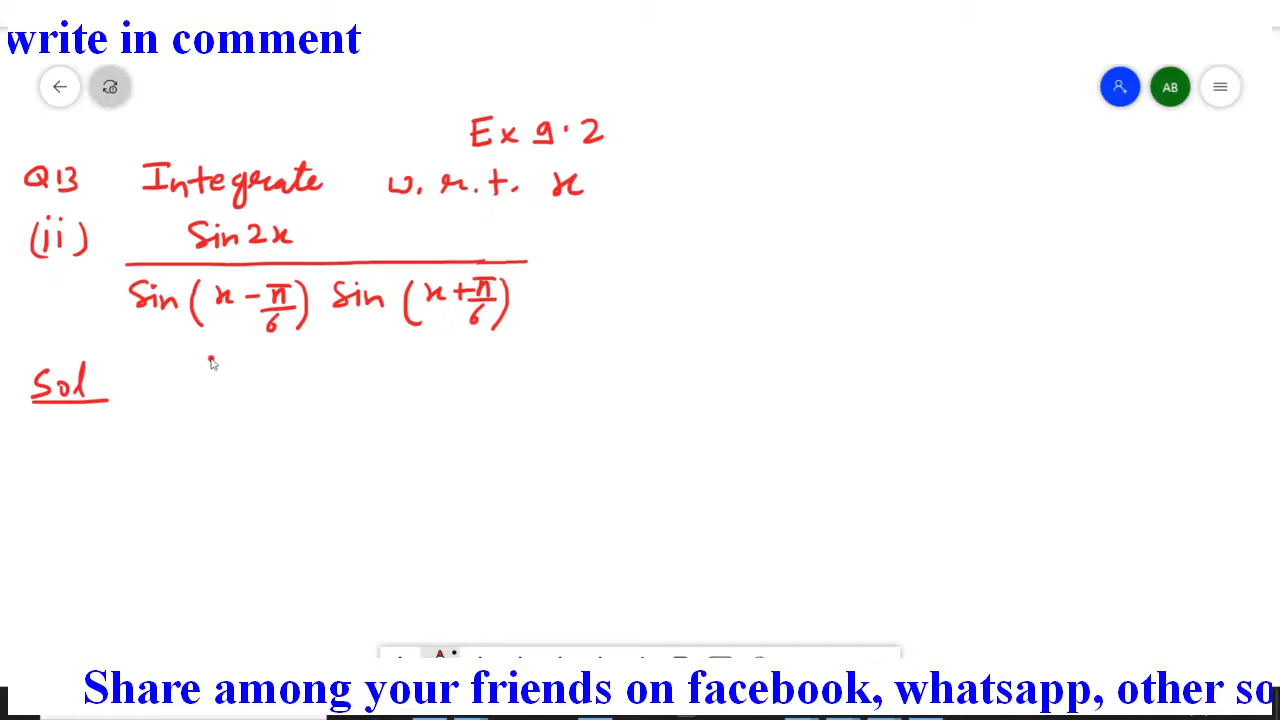 write in comment
AB
Ex 9.2
Q13 Integrate w.r.t. x
(ii) Sin 2x
Sin (x - π/6) Sin (x + π/6)
Sol
Share among your friends on facebook, whatsapp, other so